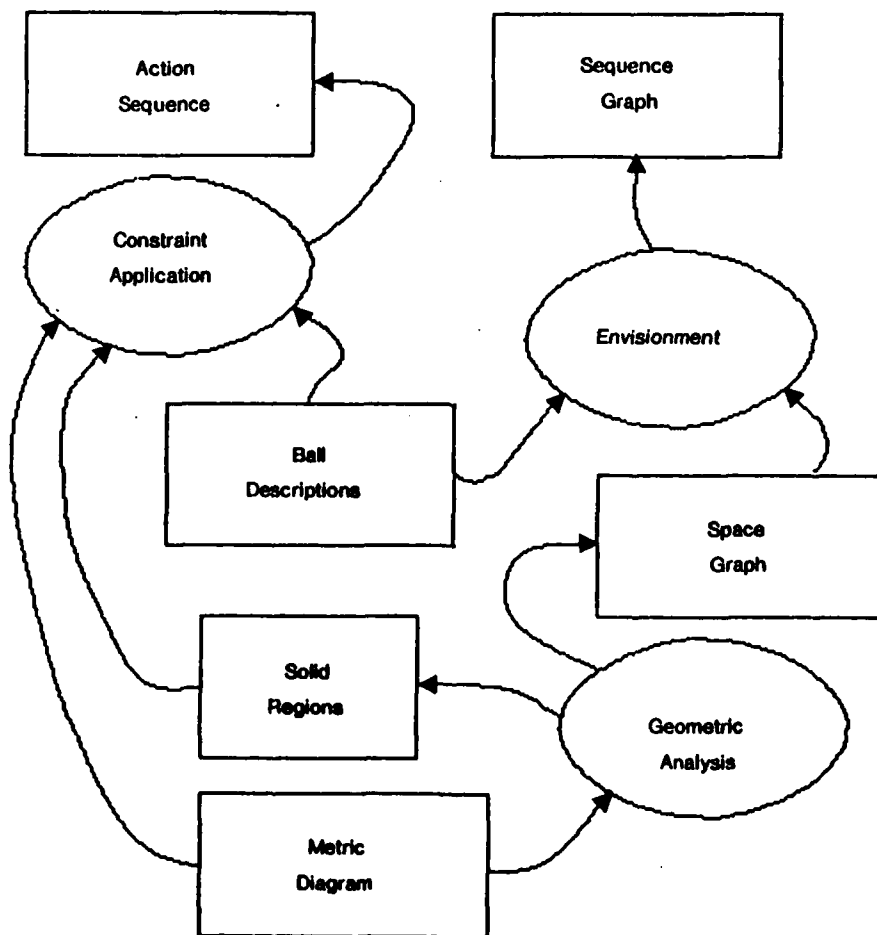 Action
Sequence
Sequence
Graph
Constraint
Application
Envisionment
Ball
Descriptions
Space
Graph
Solid
Regions
Geometric
Analysis
Metric
Diagram